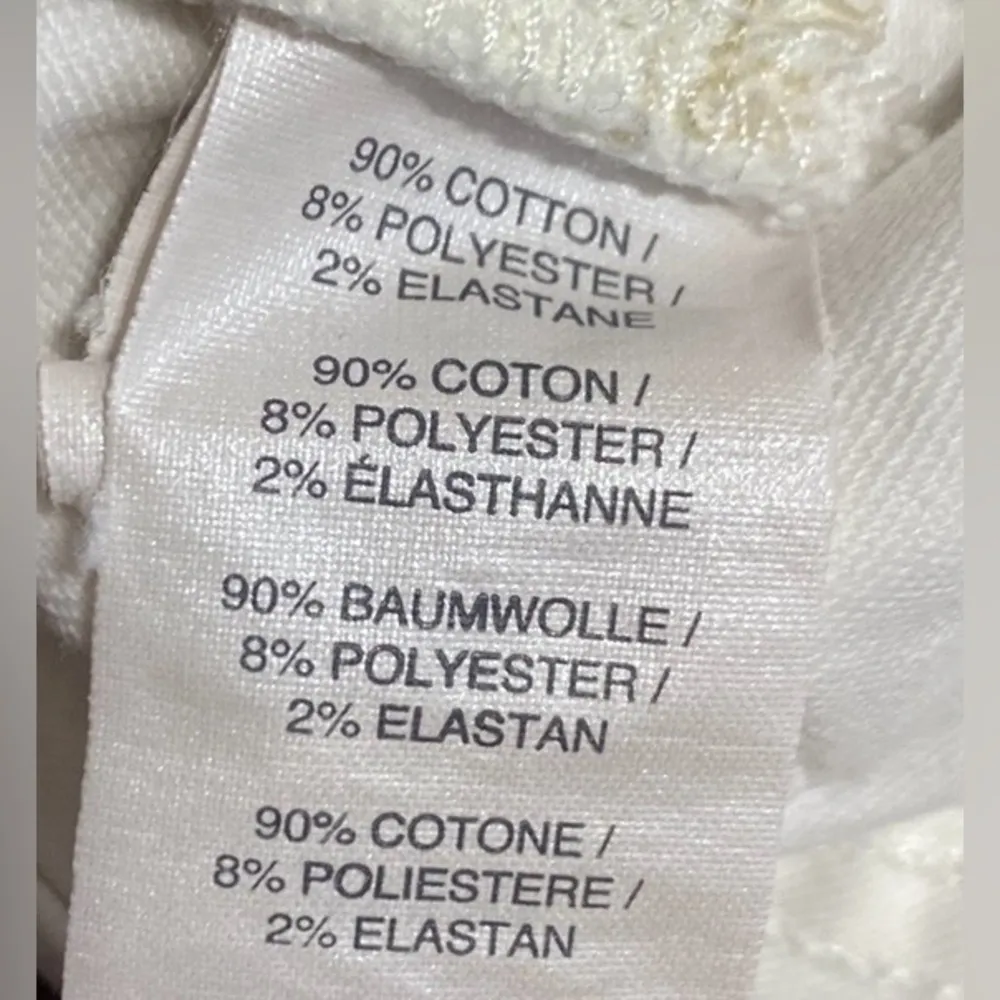 90% COTTON /
8% POLYESTER /
2% ELASTANE
90% COTON /
8% POLYESTER /
2% ÉLASTHANNE
90% BAUMWOLLE /
8% POLYESTER /
2% ELASTAN
90% COTONE /
8% POLIESTERE /
2% ELASTAN